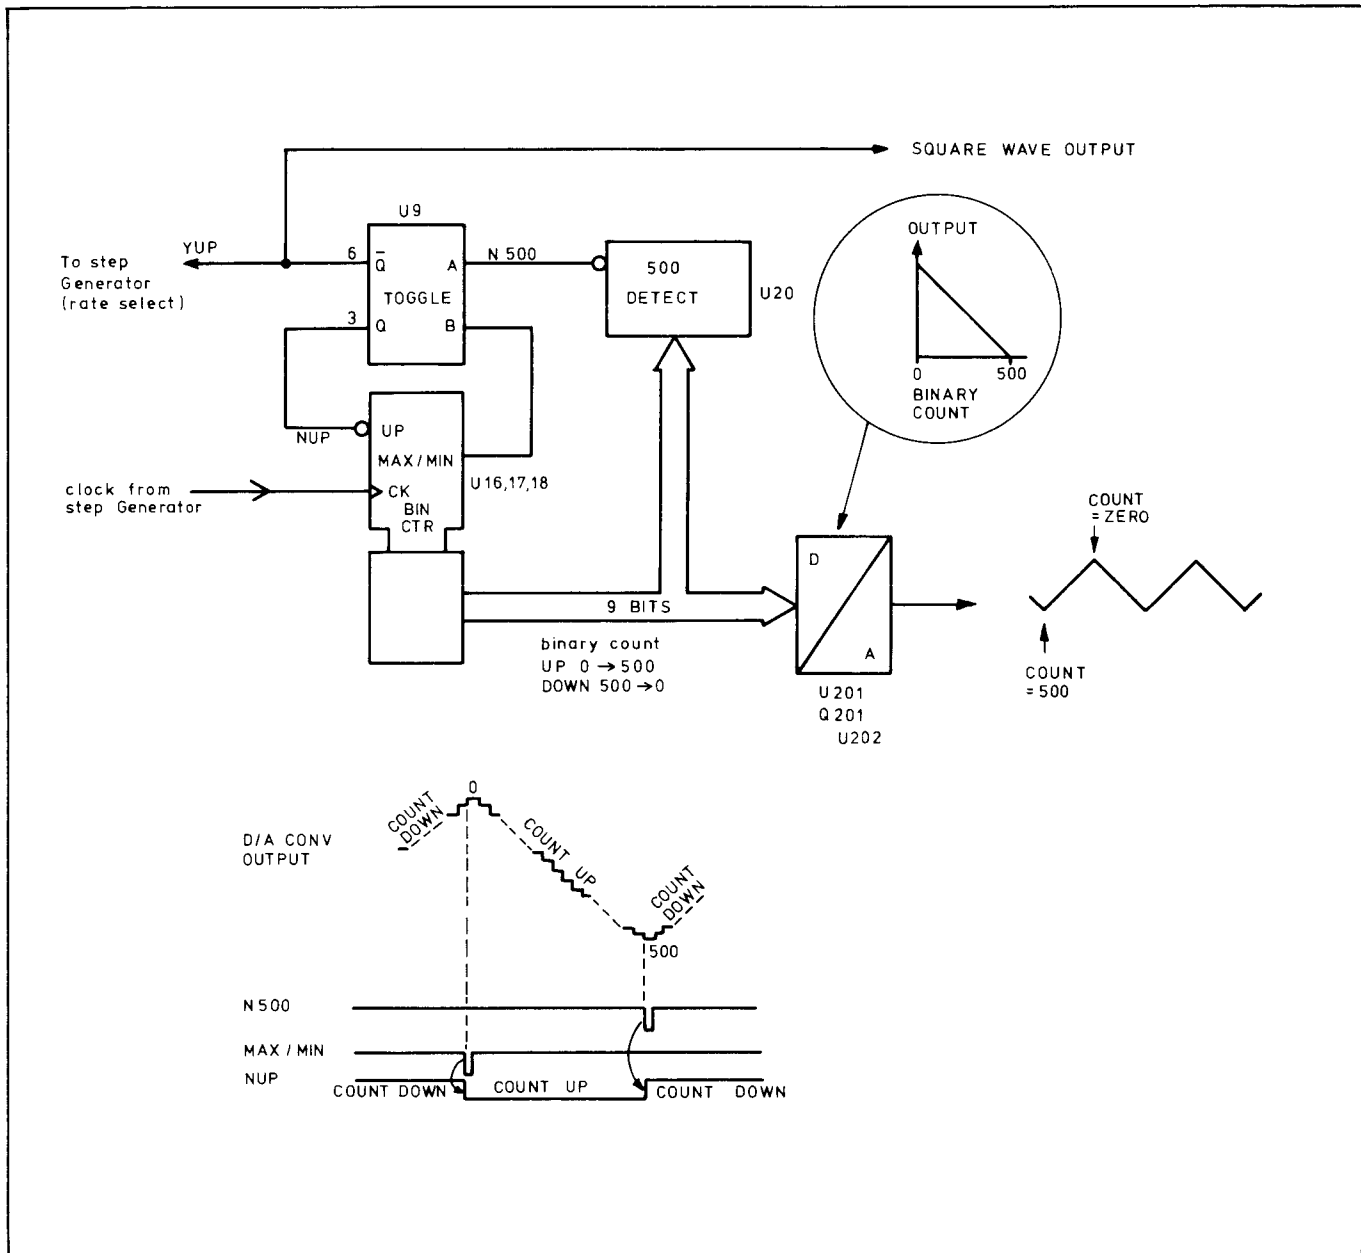 SQUARE WAVE OUTPUT
U9
YUP
To step
Generator
(rate select)
6
Q̅
A
N 500
TOGGLE
3
Q
B
500
DETECT
U20
OUTPUT
0
500
BINARY
COUNT
NUP
UP
MAX/MIN
U16,17,18
clock from
step Generator
CK
BIN
CTR
9 BITS
binary count
UP 0 → 500
DOWN 500 → 0
D
A
U201
Q201
U202
COUNT
= ZERO
COUNT
= 500
D/A CONV
OUTPUT
COUNT
DOWN
0
COUNT UP
COUNT
DOWN
500
N500
MAX / MIN
NUP
COUNT DOWN
COUNT UP
COUNT DOWN